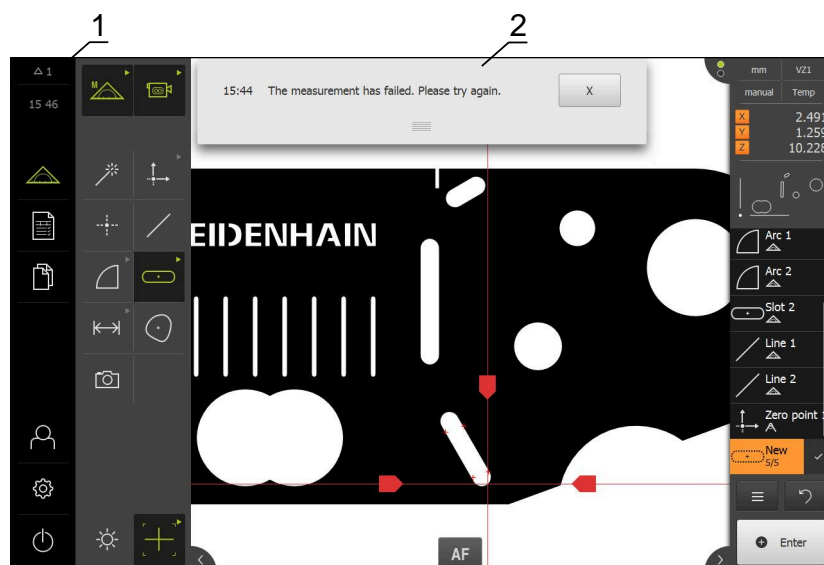 1
2
1
15 46
M
15:44 The measurement has failed. Please try again.
X
mm VZ1
manual Temp
X 2.491
Y 1.259
Z 10.228
EIDENHAIN
Arc 1
Arc 2
Slot 2
Line 1
Line 2
Zero point 1
New
5/5
AF
Enter